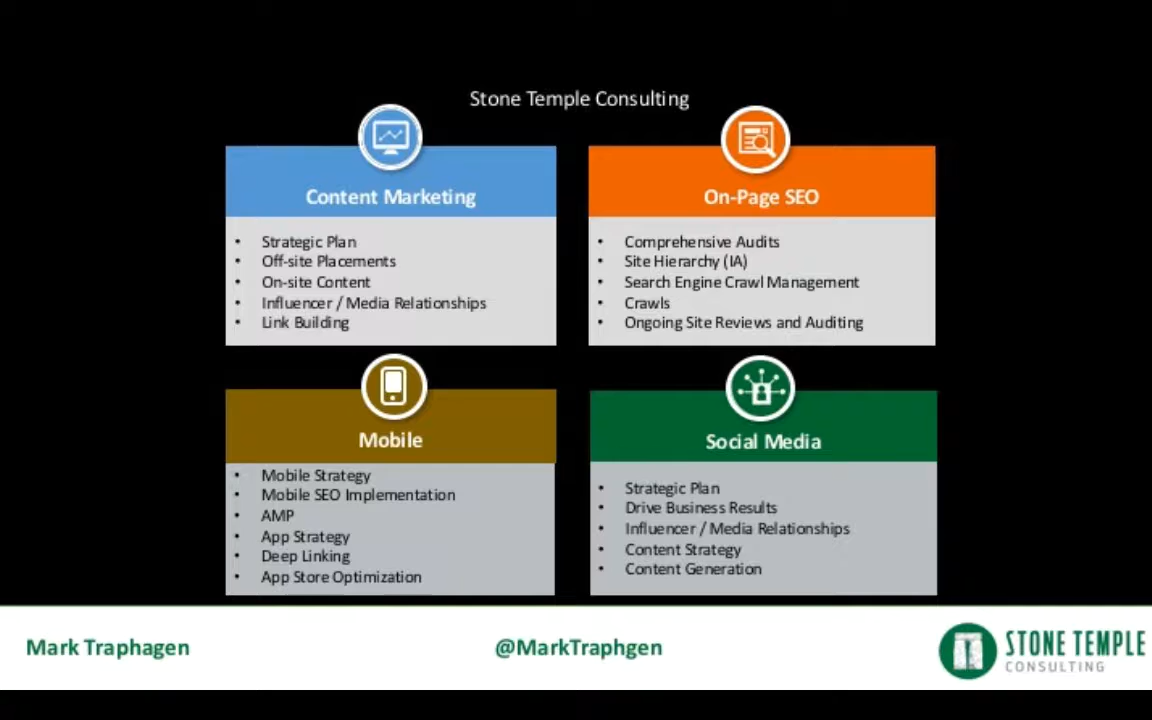 Stone Temple Consulting
Content Marketing
• Strategic Plan
• Off-site Placements
• On-site Content
• Influencer / Media Relationships
• Link Building
On-Page SEO
• Comprehensive Audits
• Site Hierarchy (IA)
• Search Engine Crawl Management
• Crawls
• Ongoing Site Reviews and Auditing
Mobile
• Mobile Strategy
• Mobile SEO Implementation
• AMP
• App Strategy
• Deep Linking
• App Store Optimization
Social Media
• Strategic Plan
• Drive Business Results
• Influencer / Media Relationships
• Content Strategy
• Content Generation
Mark Traphagen
@MarkTraphgen
STONE TEMPLE
CONSULTING